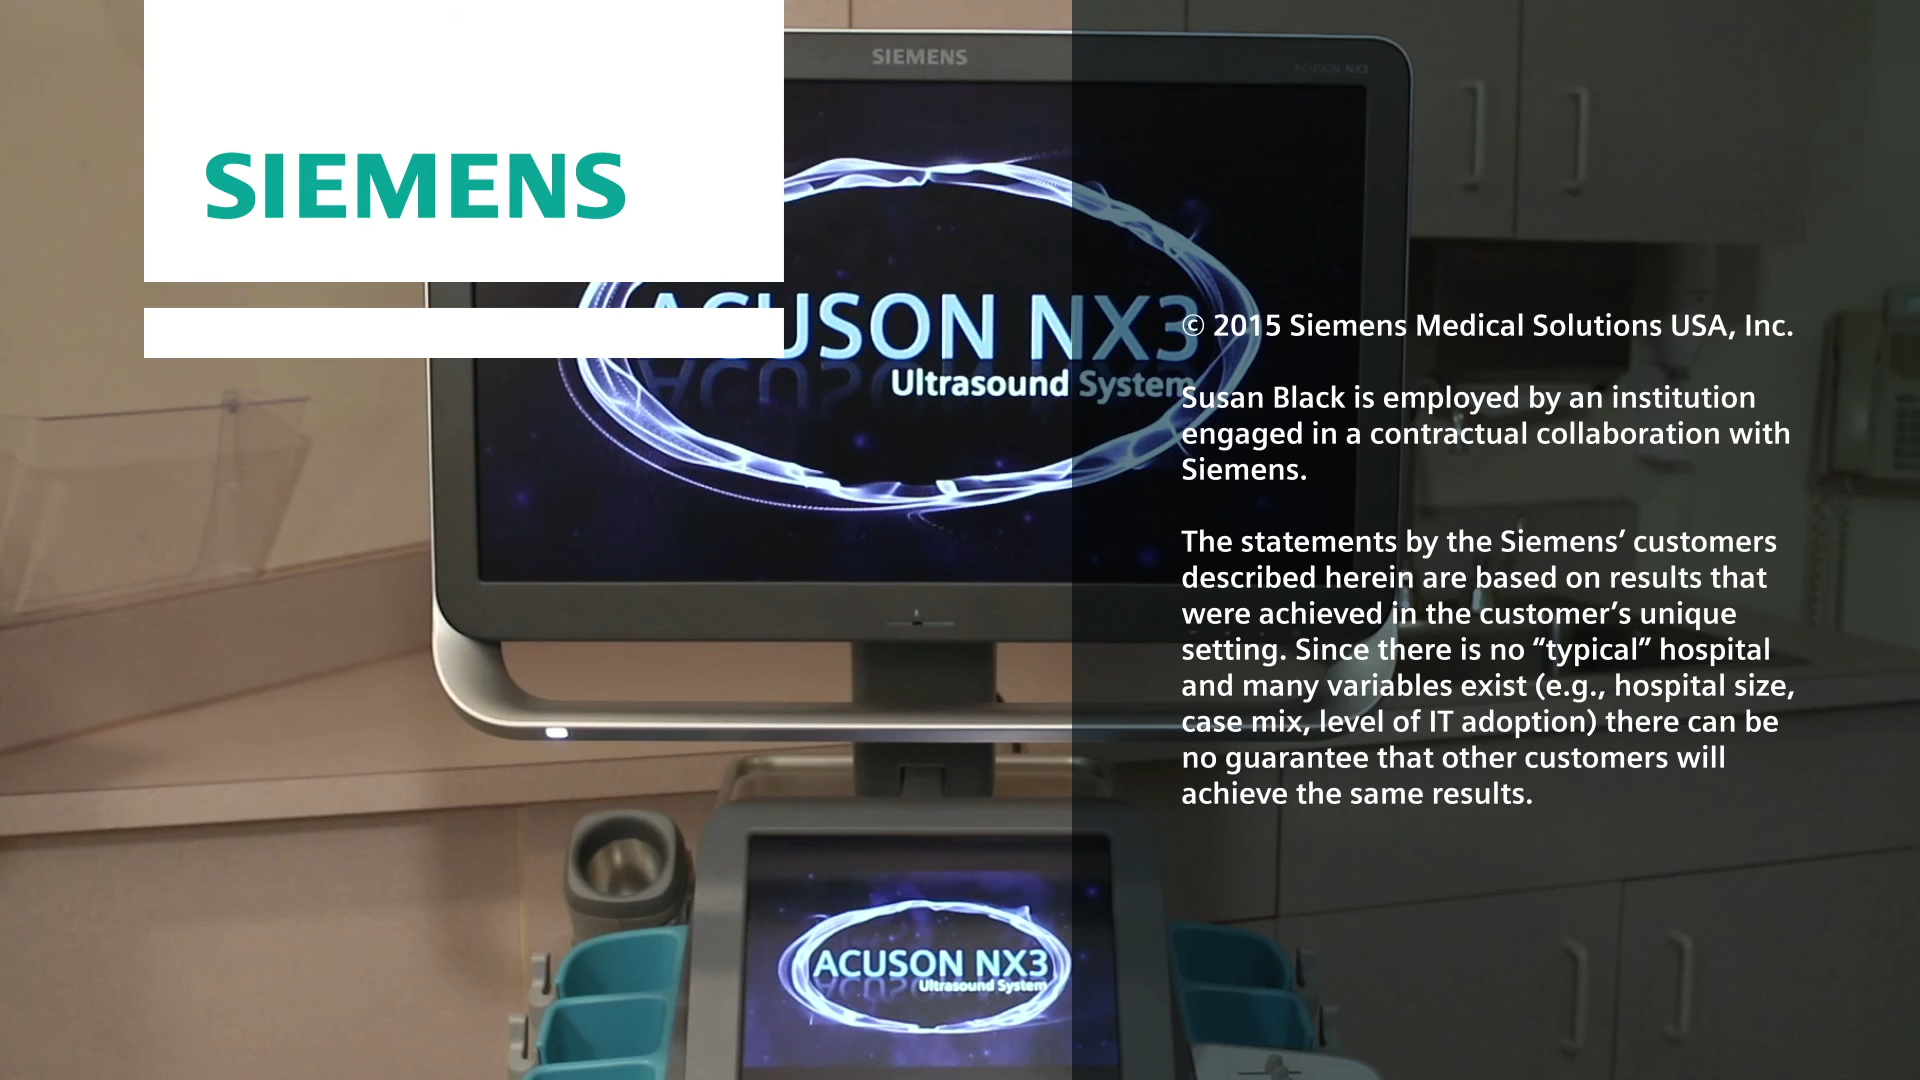 SIEMENS
SIEMENS
ACUSON NX3
ACUSON NX3
Ultrasound System
© 2015 Siemens Medical Solutions USA, Inc.
Susan Black is employed by an institution
engaged in a contractual collaboration with
Siemens.
The statements by the Siemens’ customers
described herein are based on results that
were achieved in the customer’s unique
setting. Since there is no “typical” hospital
and many variables exist (e.g., hospital size,
case mix, level of IT adoption) there can be
no guarantee that other customers will
achieve the same results.
ACUSON NX3
Ultrasound System